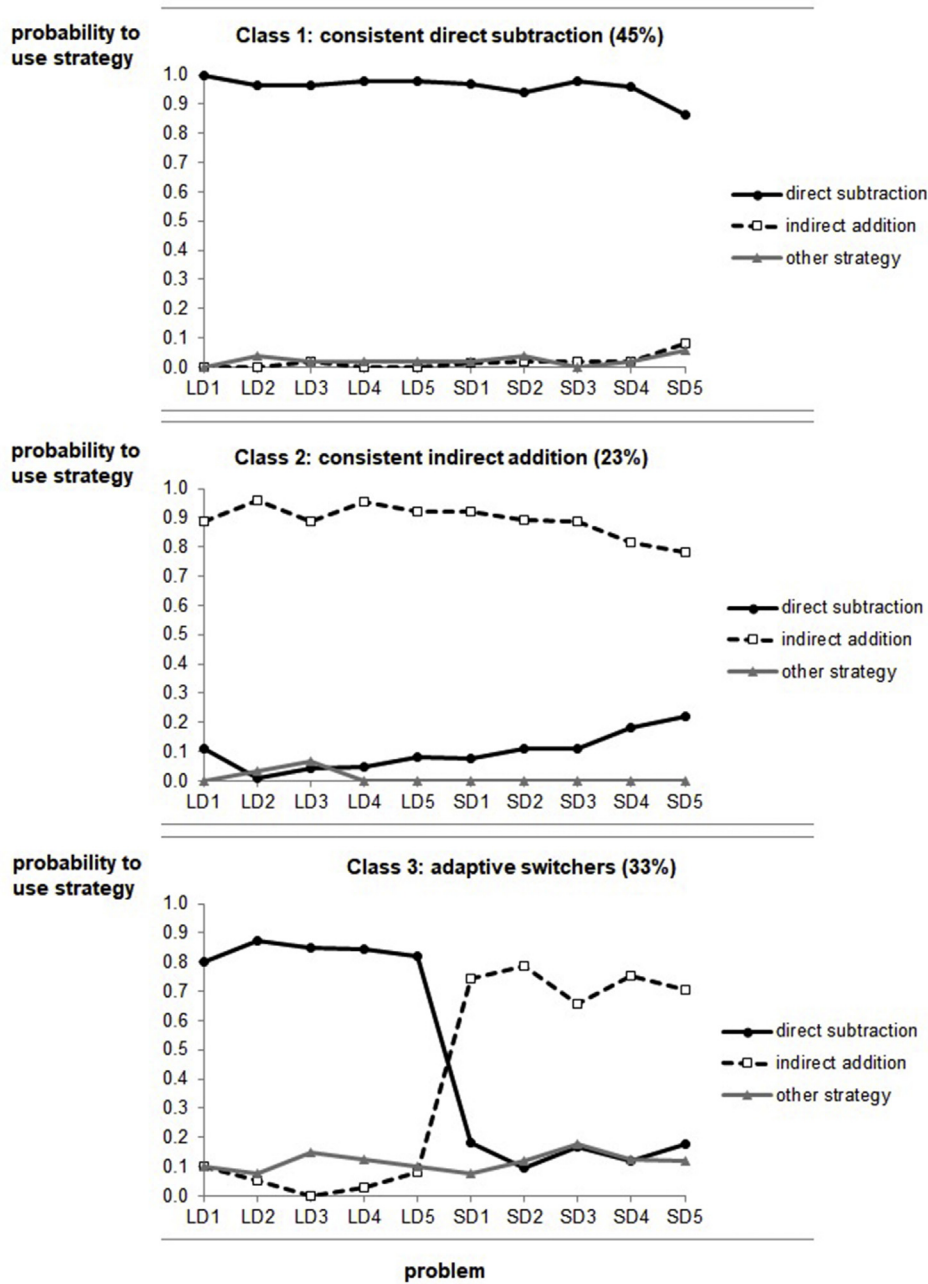 probability to
use strategy
Class 1: consistent direct subtraction (45%)
1.0
0.9
0.8
0.7
0.6
0.5
0.4
0.3
0.2
0.1
0.0
LD1 LD2 LD3 LD4 LD5 SD1 SD2 SD3 SD4 SD5
direct subtraction
indirect addition
other strategy
probability to
use strategy
Class 2: consistent indirect addition (23%)
1.0
0.9
0.8
0.7
0.6
0.5
0.4
0.3
0.2
0.1
0.0
LD1 LD2 LD3 LD4 LD5 SD1 SD2 SD3 SD4 SD5
direct subtraction
indirect addition
other strategy
probability to
use strategy
Class 3: adaptive switchers (33%)
1.0
0.9
0.8
0.7
0.6
0.5
0.4
0.3
0.2
0.1
0.0
LD1 LD2 LD3 LD4 LD5 SD1 SD2 SD3 SD4 SD5
direct subtraction
indirect addition
other strategy
problem